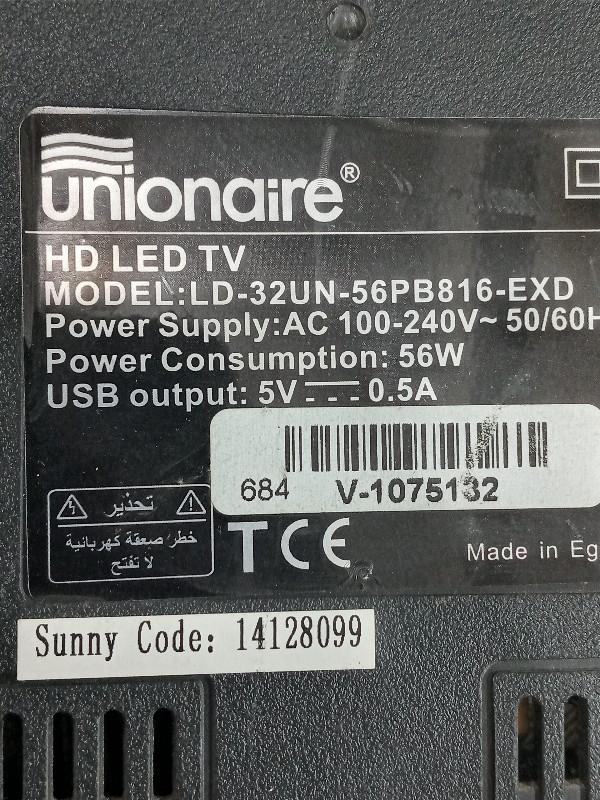 unionaire®
HD LED TV
MODEL:LD-32UN-56PB816-EXD
Power Supply:AC 100-240V~ 50/60H
Power Consumption: 56W
USB output: 5V 0.5A
684 V-1075132
تحذير
خطر صعقة كهربائية
لا تفتح
T CE
Made in Eg
Sunny Code: 14128099